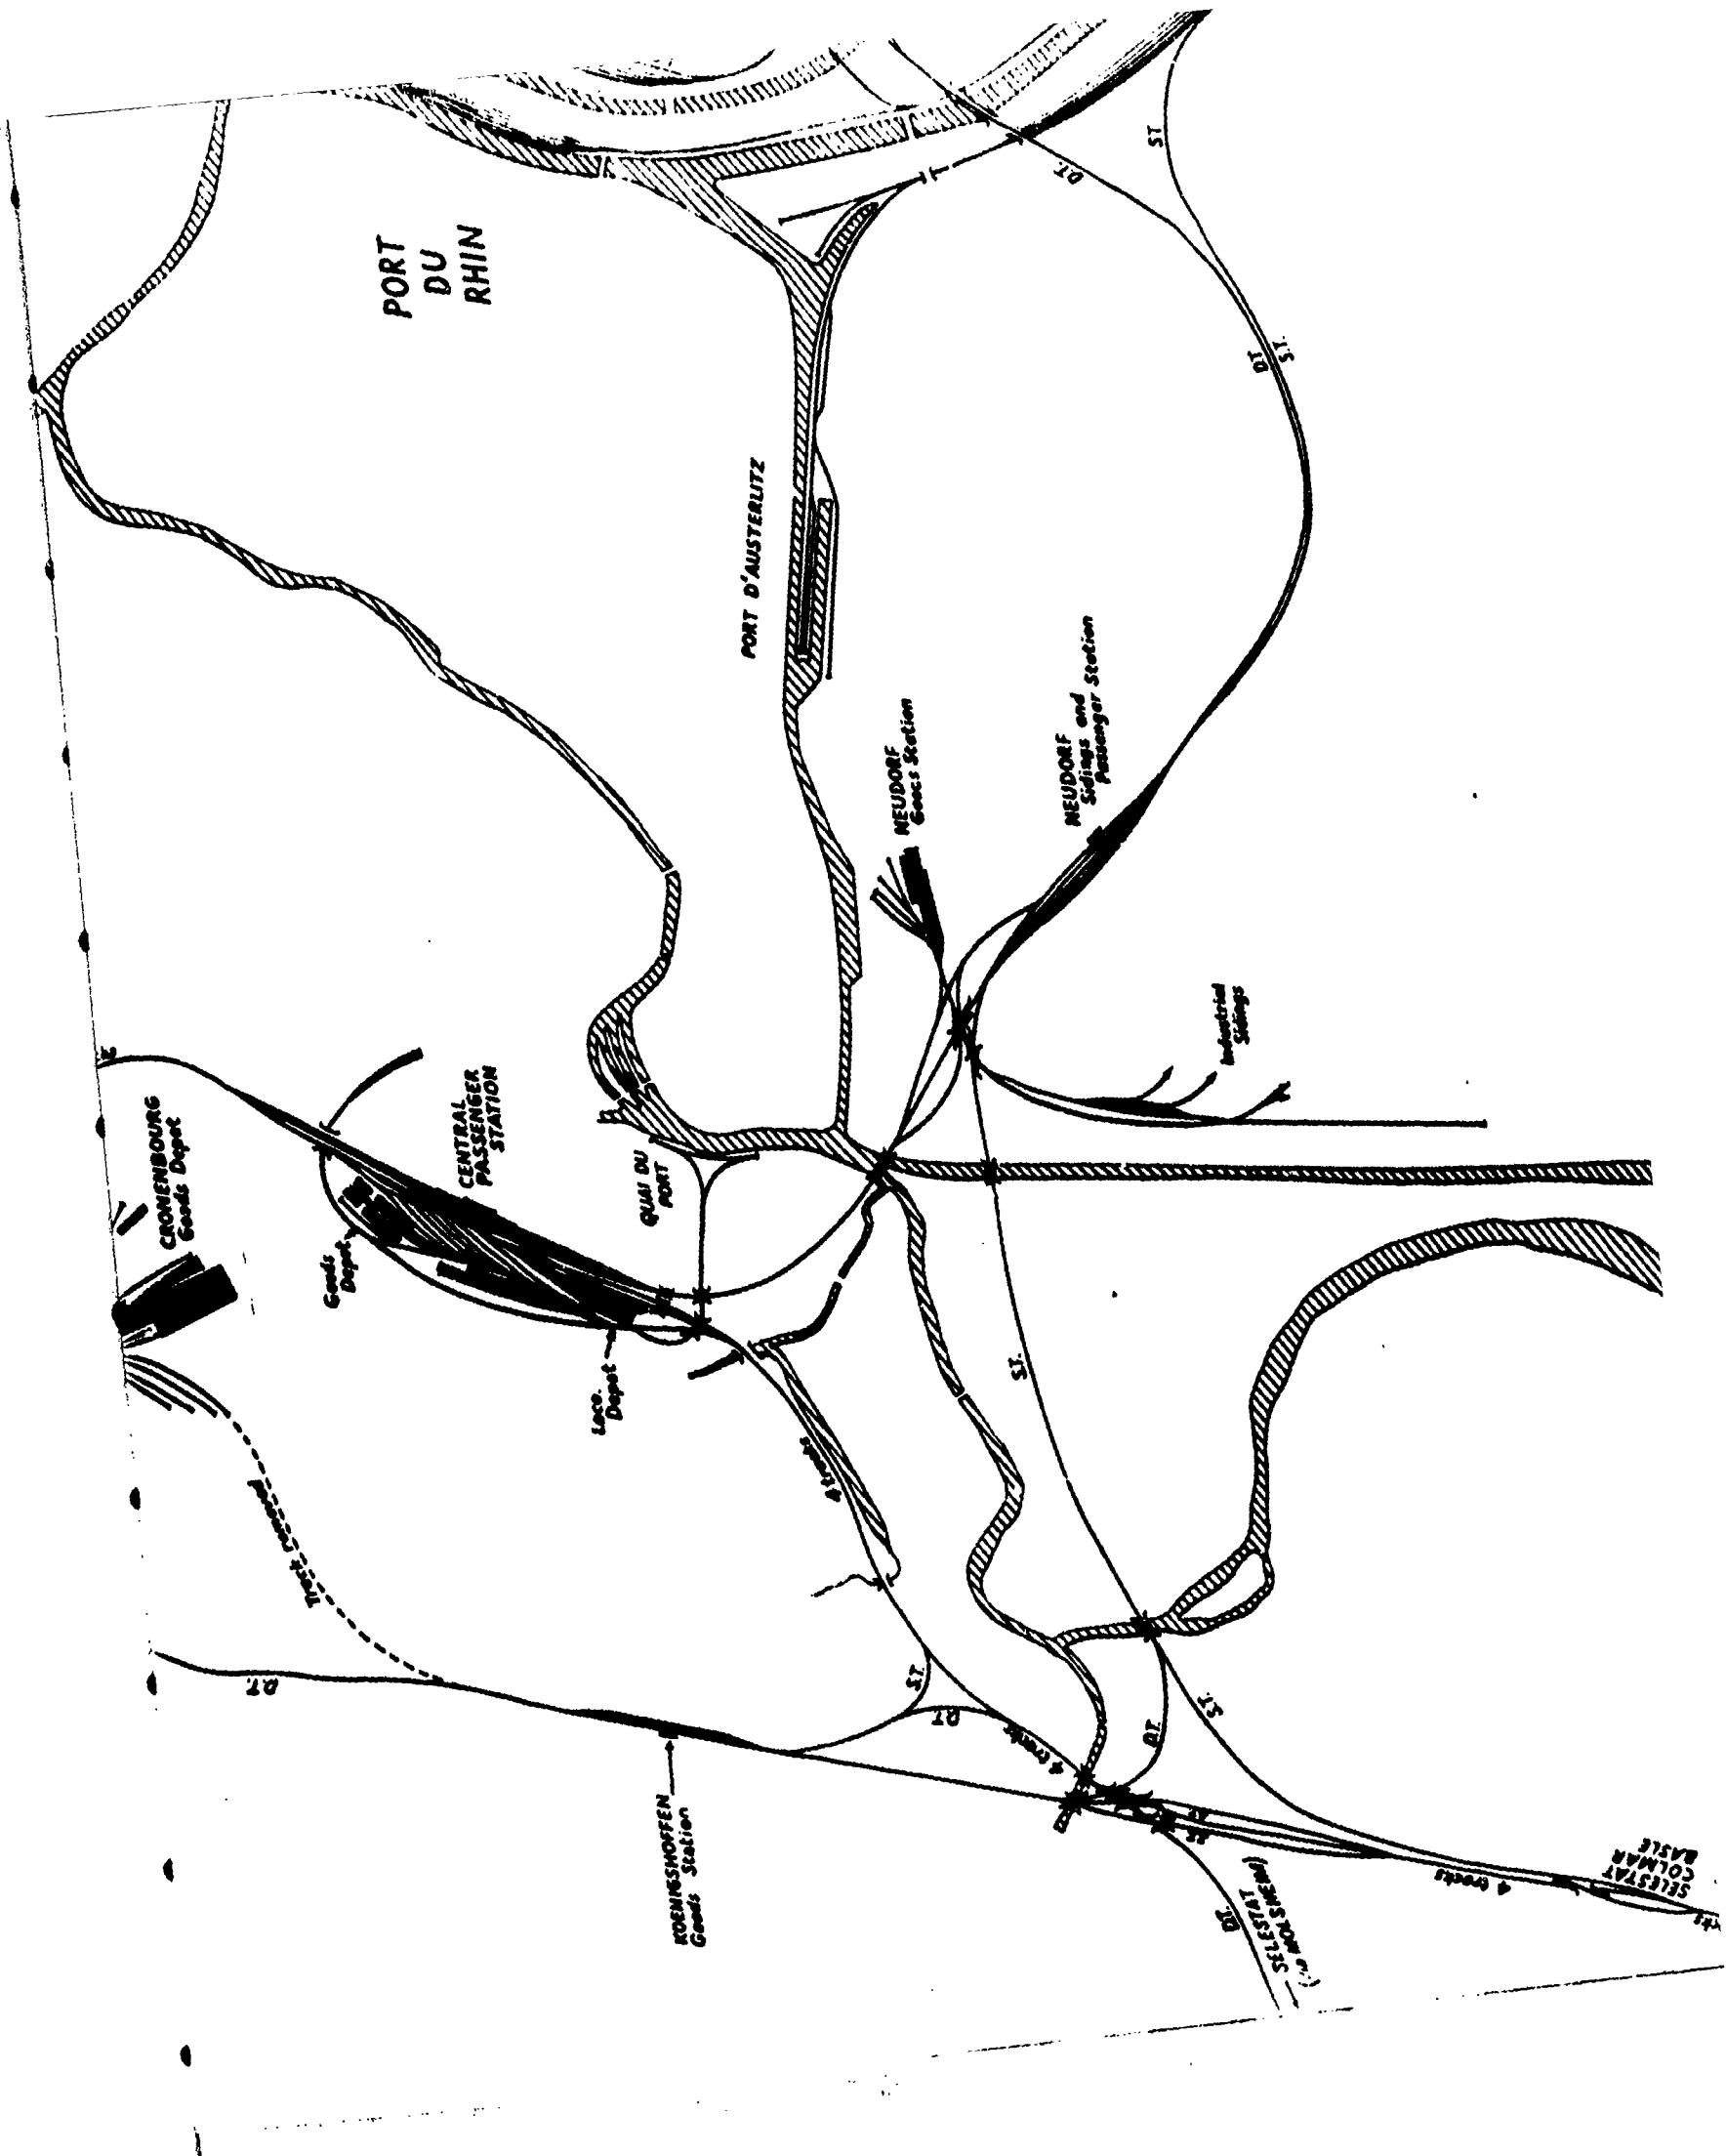 PORT
DU
RHIN
PORT D'AUSTERLITZ
D.T.
ST
D.T
S.T.
NEUDORF
Goods Station
NEUDORF
Sidings and
Passenger Station
Industrial
Sidings
CRONENBOURG
Goods Depot
CENTRAL
PASSENGER
STATION
Goods
Depot
QUAI DU
PORT
Loco.
Depot
4 tracks
S.T.
Track removed
D.T.
S.T.
D.T.
4 tracks
D.T.
S.T.
KOENIGSHOFFEN
Goods Station
D.T.
SELESTAT
MOLSHEIM)
4 tracks
SELESTAT
COLMAR
BASLE